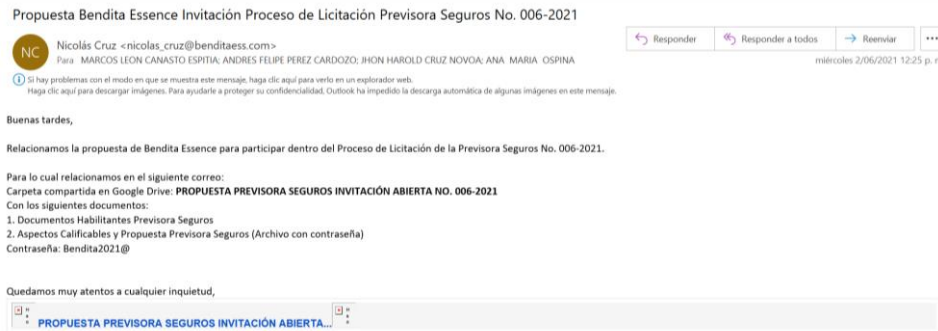 Propuesta Bendita Essence Invitación Proceso de Licitación Previsora Seguros No. 006-2021
NC
Nicolás Cruz <nicolas_cruz@benditaess.com>
Para MARCOS LEON CANASTO ESPITIA; ANDRES FELIPE PEREZ CARDOZO; JHON HAROLD CRUZ NOVOA; ANA MARIA OSPINA
Responder
Responder a todos
Reenviar
miércoles 2/06/2021 12:25 p.
Si hay problemas con el modo en que se muestra este mensaje, haga clic aquí para verlo en un explorador web.
Haga clic aquí para descargar imágenes. Para ayudarle a proteger su confidencialidad, Outlook ha impedido la descarga automática de algunas imágenes en este mensaje.
Buenas tardes,
Relacionamos la propuesta de Bendita Essence para participar dentro del Proceso de Licitación de la Previsora Seguros No. 006-2021.
Para lo cual relacionamos en el siguiente correo:
Carpeta compartida en Google Drive: PROPUESTA PREVISORA SEGUROS INVITACIÓN ABIERTA NO. 006-2021
Con los siguientes documentos:
1. Documentos Habilitantes Previsora Seguros
2. Aspectos Calificables y Propuesta Previsora Seguros (Archivo con contraseña)
Contraseña: Bendita2021@
Quedamos muy atentos a cualquier inquietud,
PROPUESTA PREVISORA SEGUROS INVITACIÓN ABIERTA...